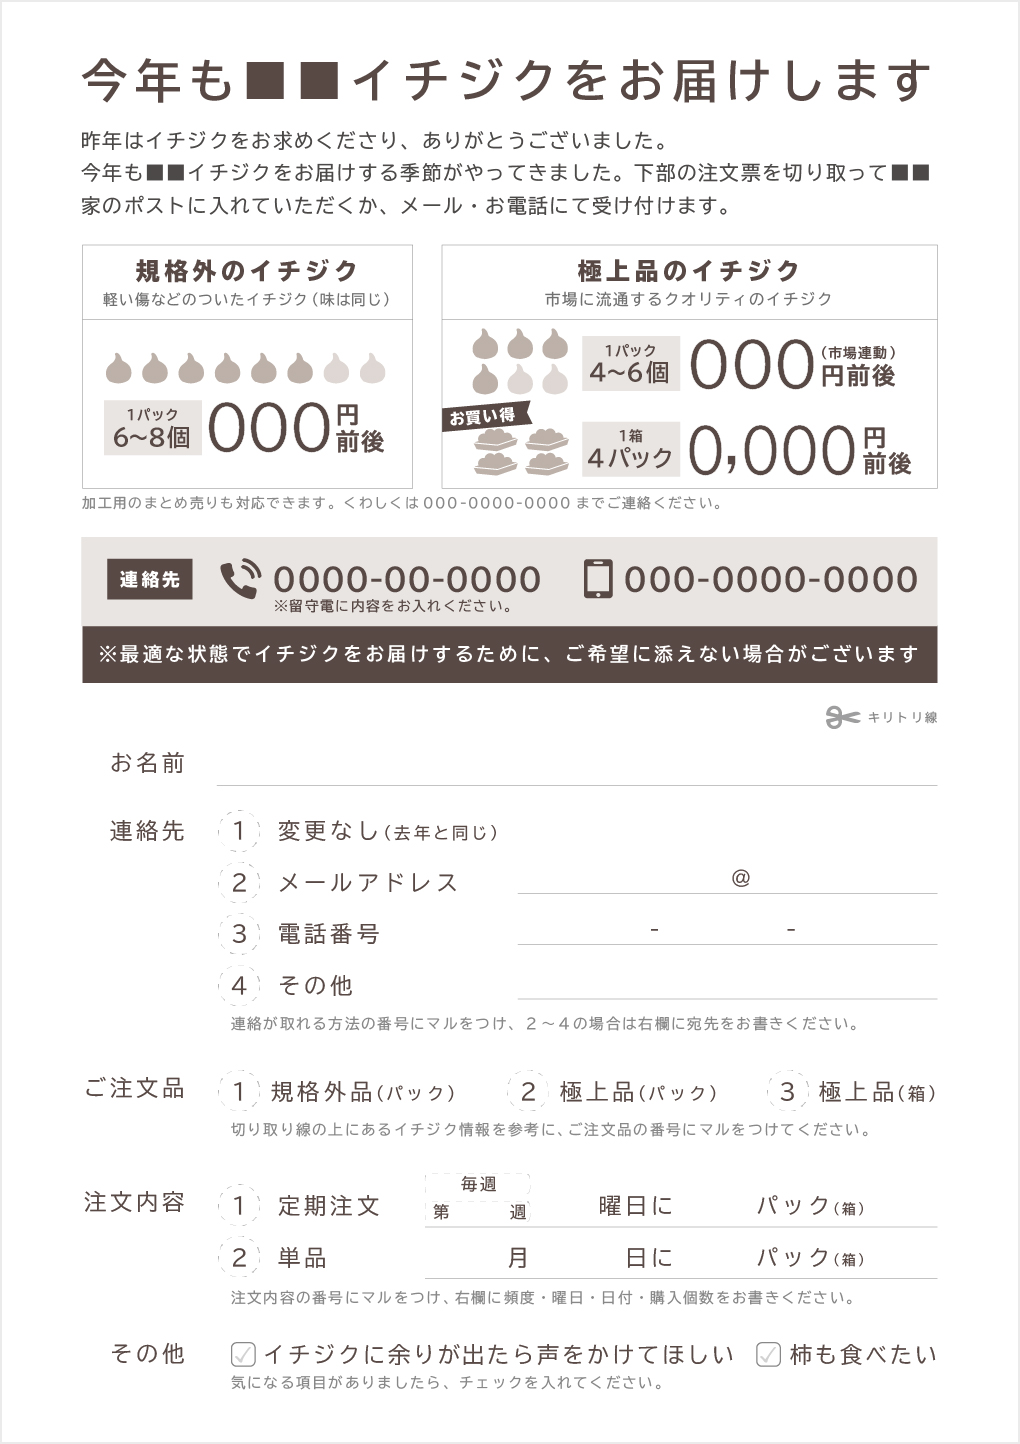 今年も■■イチジクをお届けします
昨年はイチジクをお求めくださり、ありがとうございました。
今年も■■イチジクをお届けする季節がやってきました。下部の注文票を切り取って■■
家のポストに入れていただくか、メール・お電話にて受け付けます。
規格外のイチジク
軽い傷などのついたイチジク（味は同じ）
1パック
6〜8個
000円
前後
極上品のイチジク
市場に流通するクオリティのイチジク
1パック
4〜6個
000
（市場連動）
円前後
お買い得
1箱
4パック
0,000円
前後
加工用のまとめ売りも対応できます。くわしくは000-0000-0000までご連絡ください。
連絡先
0000-00-0000
※留守電に内容をお入れください。
000-0000-0000
※最適な状態でイチジクをお届けするために、ご希望に添えない場合がございます
キリトリ線
お名前
連絡先
1 変更なし（去年と同じ）
2 メールアドレス @
3 電話番号 - -
4 その他
連絡が取れる方法の番号にマルをつけ、２〜４の場合は右欄に宛先をお書きください。
ご注文品 1 規格外品（パック） 2 極上品（パック） 3 極上品（箱）
切り取り線の上にあるイチジク情報を参考に、ご注文品の番号にマルをつけてください。
注文内容
1 定期注文
毎週
第 週
曜日に パック（箱）
2 単品 月 日に パック（箱）
注文内容の番号にマルをつけ、右欄に頻度・曜日・日付・購入個数をお書きください。
その他 イチジクに余りが出たら声をかけてほしい 柿も食べたい
気になる項目がありましたら、チェックを入れてください。